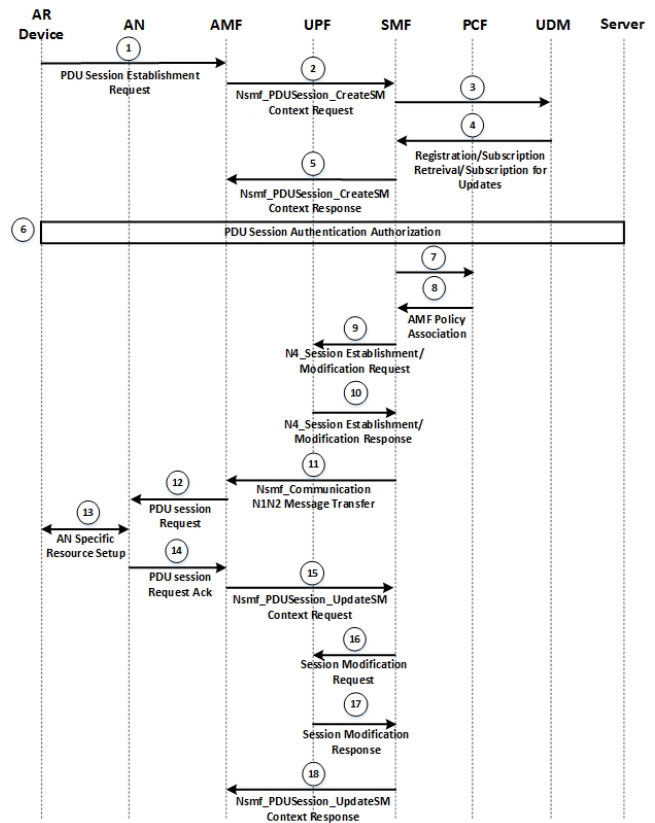 AR
Device
AN
AMF
UPF
SMF
PCF
UDM
Server
1
PDU Session Establishment
Request
2
Nsmf_PDUSession_CreateSM
Context Request
3
4
Registration/Subscription
Retreival/Subscription for
Updates
5
Nsmf_PDUSession_CreateSM
Context Response
6
PDU Session Authentication Authorization
7
8
AMF Policy
Association
9
N4_Session Establishment/
Modification Request
10
N4_Session Establishment/
Modification Response
11
Nsmf_Communication
N1N2 Message Transfer
12
PDU session
Request
13
AN Specific
Resource Setup
14
PDU session
Request Ack
15
Nsmf_PDUSession_UpdateSM
Context Request
16
Session Modification
Request
17
Session Modification
Response
18
Nsmf_PDUSession_UpdateSM
Context Response